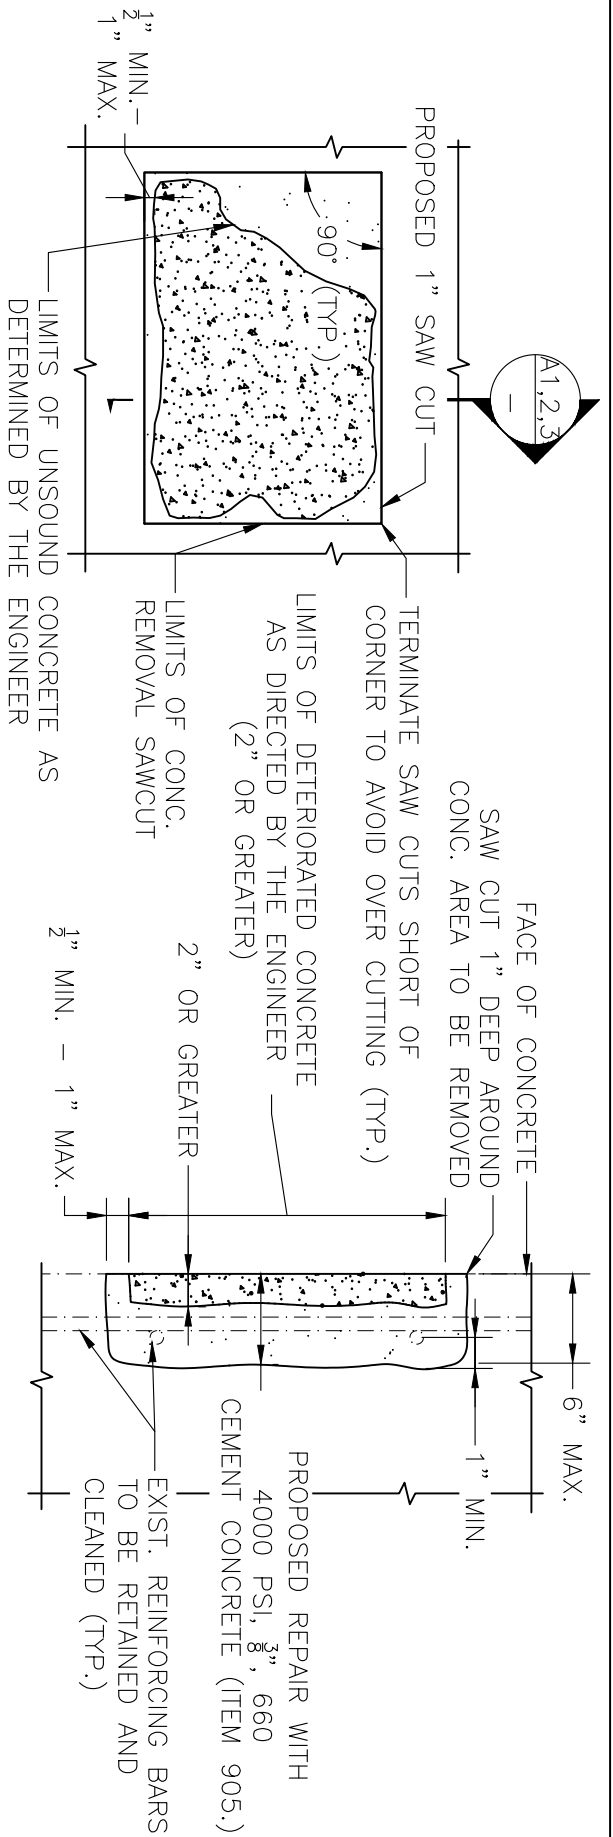 A1,2,3
—
PROPOSED 1" SAW CUT
90°
(TYP.)
1/2" MIN.–
1" MAX.
LIMITS OF UNSOUND CONCRETE AS
DETERMINED BY THE ENGINEER
TERMINATE SAW CUTS SHORT OF
CORNER TO AVOID OVER CUTTING (TYP.)
LIMITS OF CONC.
REMOVAL SAWCUT
FACE OF CONCRETE
SAW CUT 1" DEEP AROUND
CONC. AREA TO BE REMOVED
LIMITS OF DETERIORATED CONCRETE
AS DIRECTED BY THE ENGINEER
(2" OR GREATER)
2" OR GREATER
1/2" MIN. – 1" MAX.
6" MAX.
1" MIN.
PROPOSED REPAIR WITH
4000 PSI, 3/8", 660
CEMENT CONCRETE (ITEM 905.)
EXIST. REINFORCING BARS
TO BE RETAINED AND
CLEANED (TYP.)